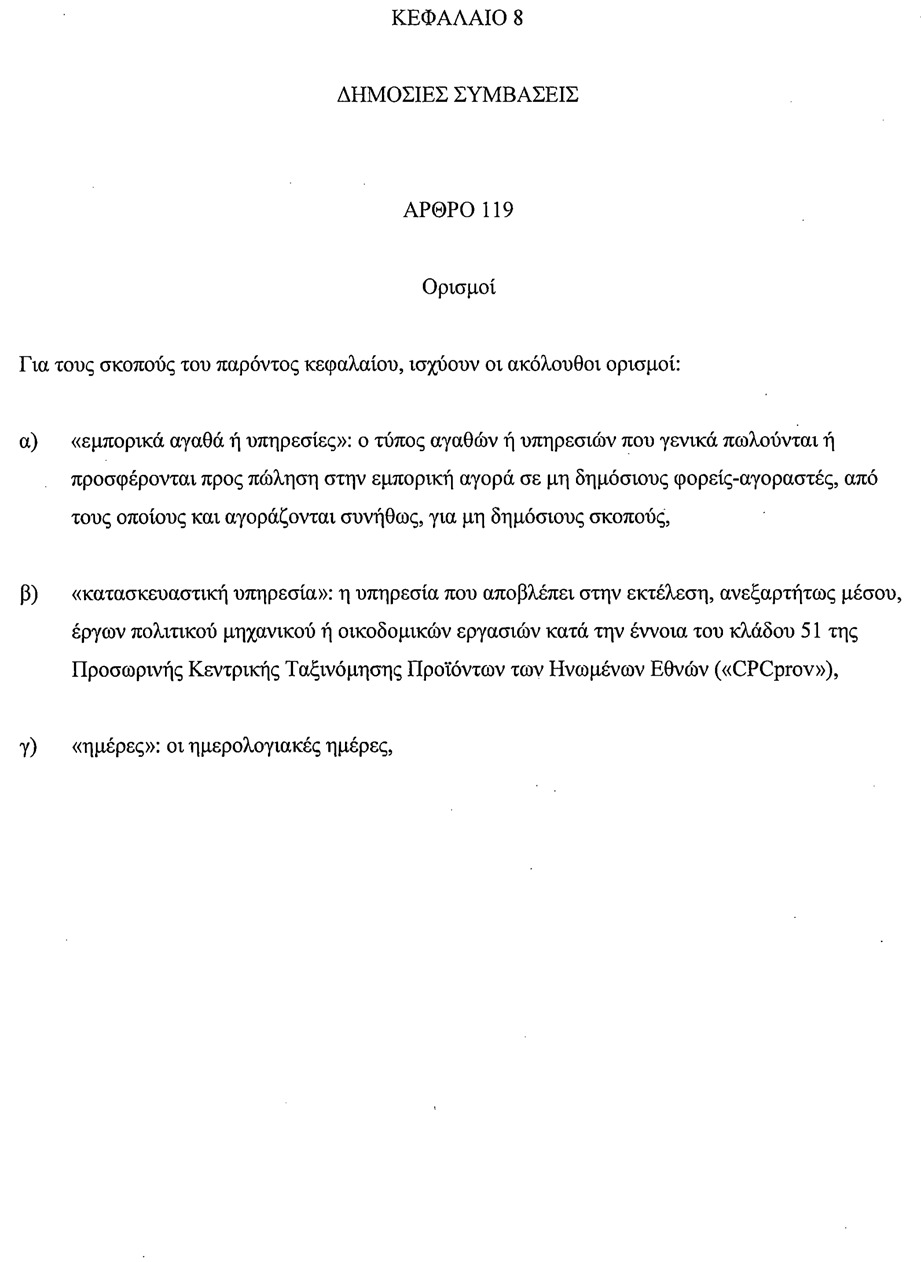 ΚΕΦΑΛΑΙΟ 8
ΔΗΜΟΣΙΕΣ ΣΥΜΒΑΣΕΙΣ
ΑΡΘΡΟ 119
Ορισμοί
Για τους σκοπούς του παρόντος κεφαλαίου, ισχύουν οι ακόλουθοι ορισμοί:
α) «εμπορικά αγαθά ή υπηρεσίες»: ο τύπος αγαθών ή υπηρεσιών που γενικά πωλούνται ή
προσφέρονται προς πώληση στην εμπορική αγορά σε μη δημόσιους φορείς-αγοραστές, από
τους οποίους και αγοράζονται συνήθως, για μη δημόσιους σκοπούς,
β) «κατασκευαστική υπηρεσία»: η υπηρεσία που αποβλέπει στην εκτέλεση, ανεξαρτήτως μέσου,
έργων πολιτικού μηχανικού ή οικοδομικών εργασιών κατά την έννοια του κλάδου 51 της
Προσωρινής Κεντρικής Ταξινόμησης Προϊόντων των Ηνωμένων Εθνών («CPCprov»),
γ) «ημέρες»: οι ημερολογιακές ημέρες,